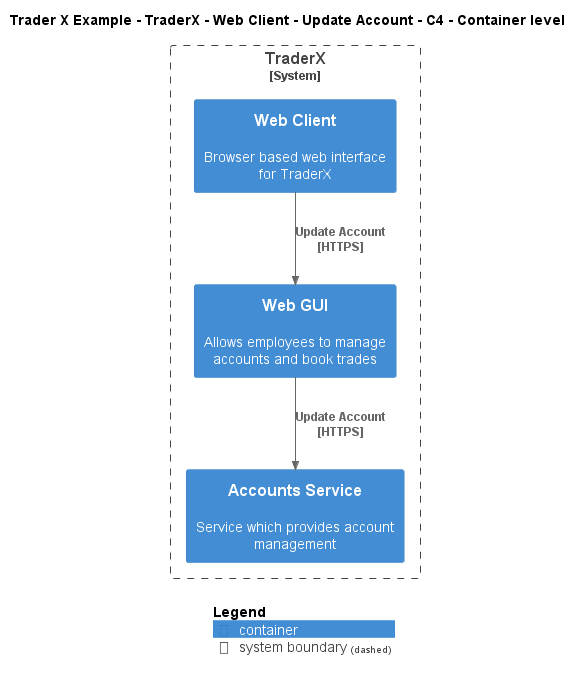 Trader X Example - TraderX - Web Client - Update Account - C4 - Container level
TraderX
[System]
Web Client
Browser based web interface
for TraderX
Update Account
[HTTPS]
Web GUI
Allows employees to manage
accounts and book trades
Update Account
[HTTPS]
Accounts Service
Service which provides account
management
Legend
container
system boundary (dashed)